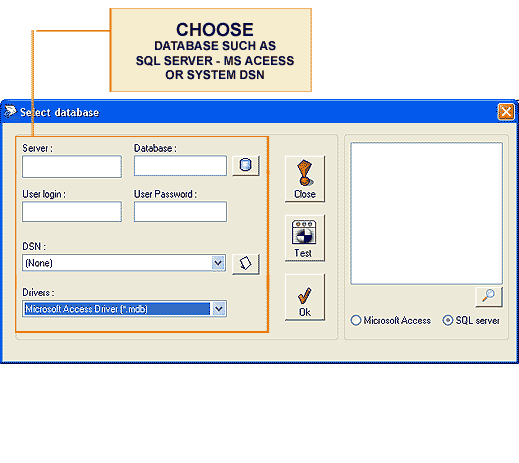 CHOOSE
DATABASE SUCH AS
SQL SERVER - MS ACEESS
OR SYSTEM DSN
Select database
Server :
Database :
User login :
User Password :
DSN :
(None)
Drivers :
Microsoft Access Driver (*.mdb)
Close
Test
Ok
Microsoft Access
SQL server